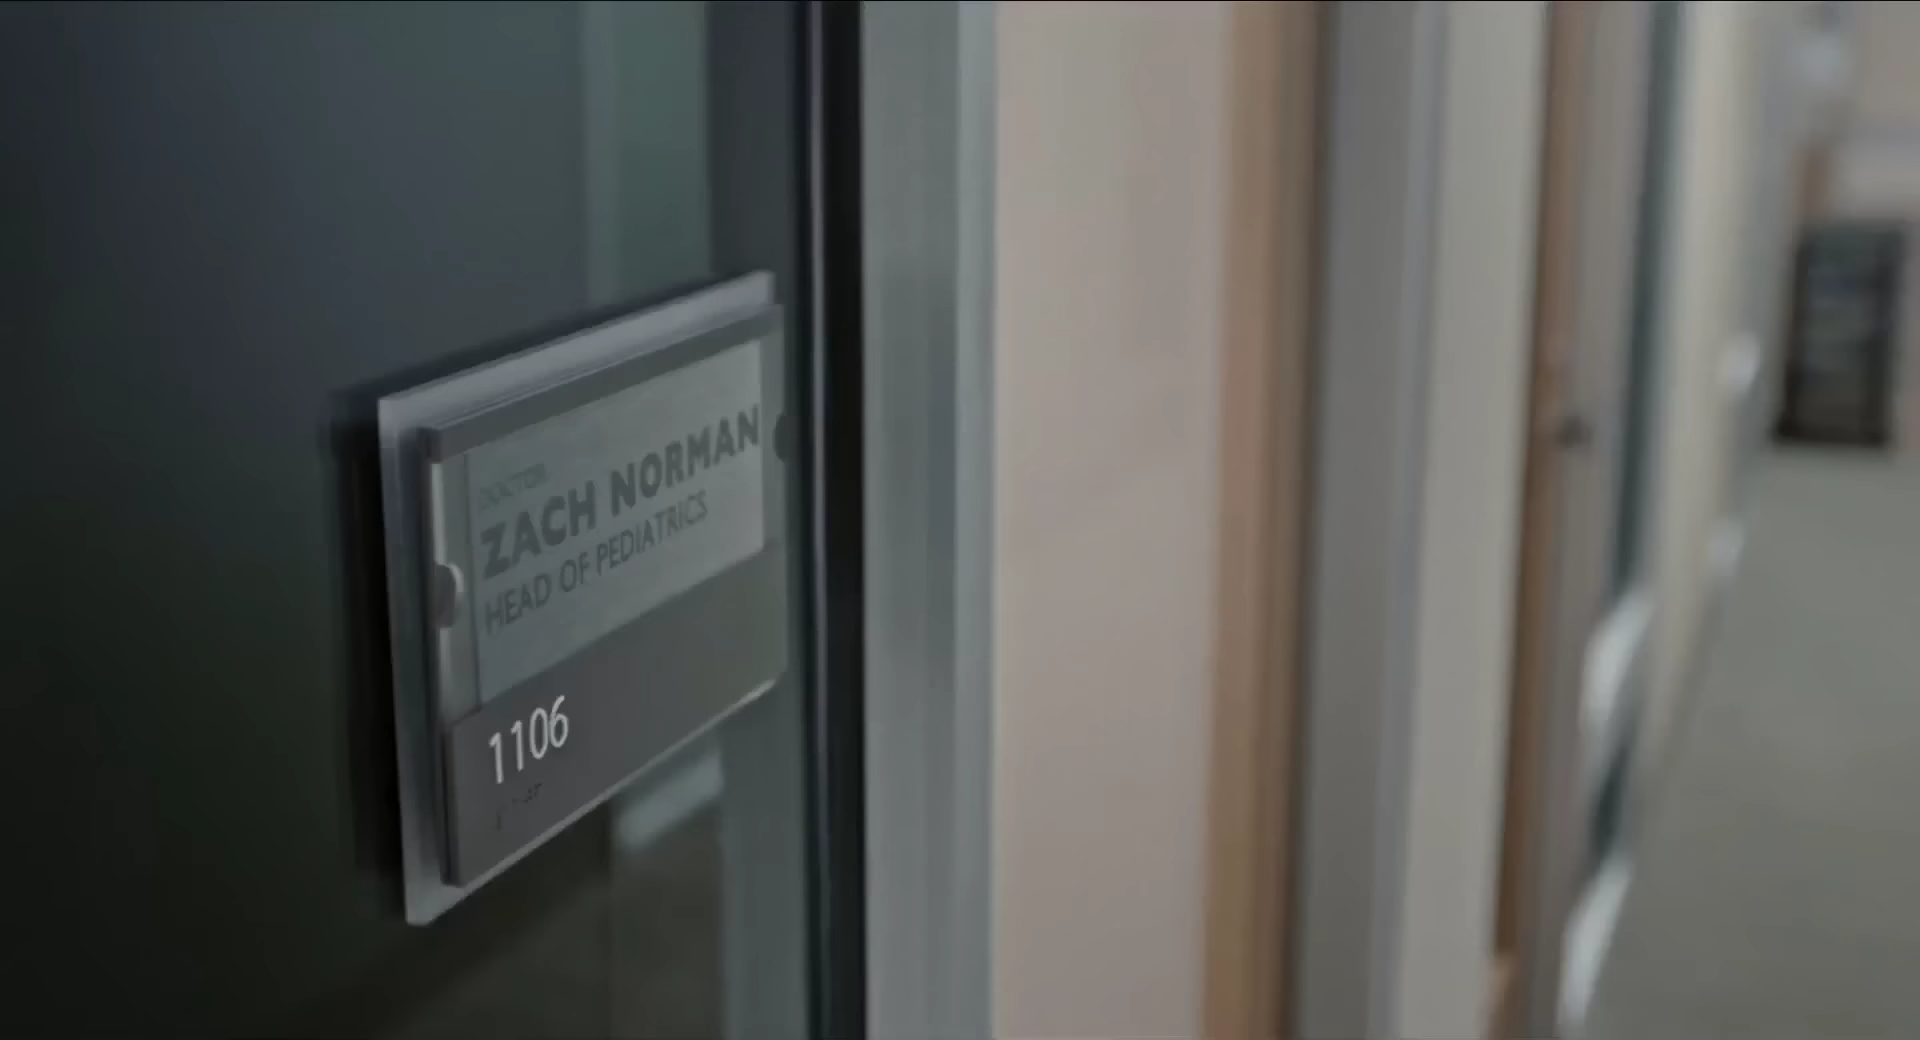 DOCTOR
ZACH NORMAN
HEAD OF PEDIATRICS
1106